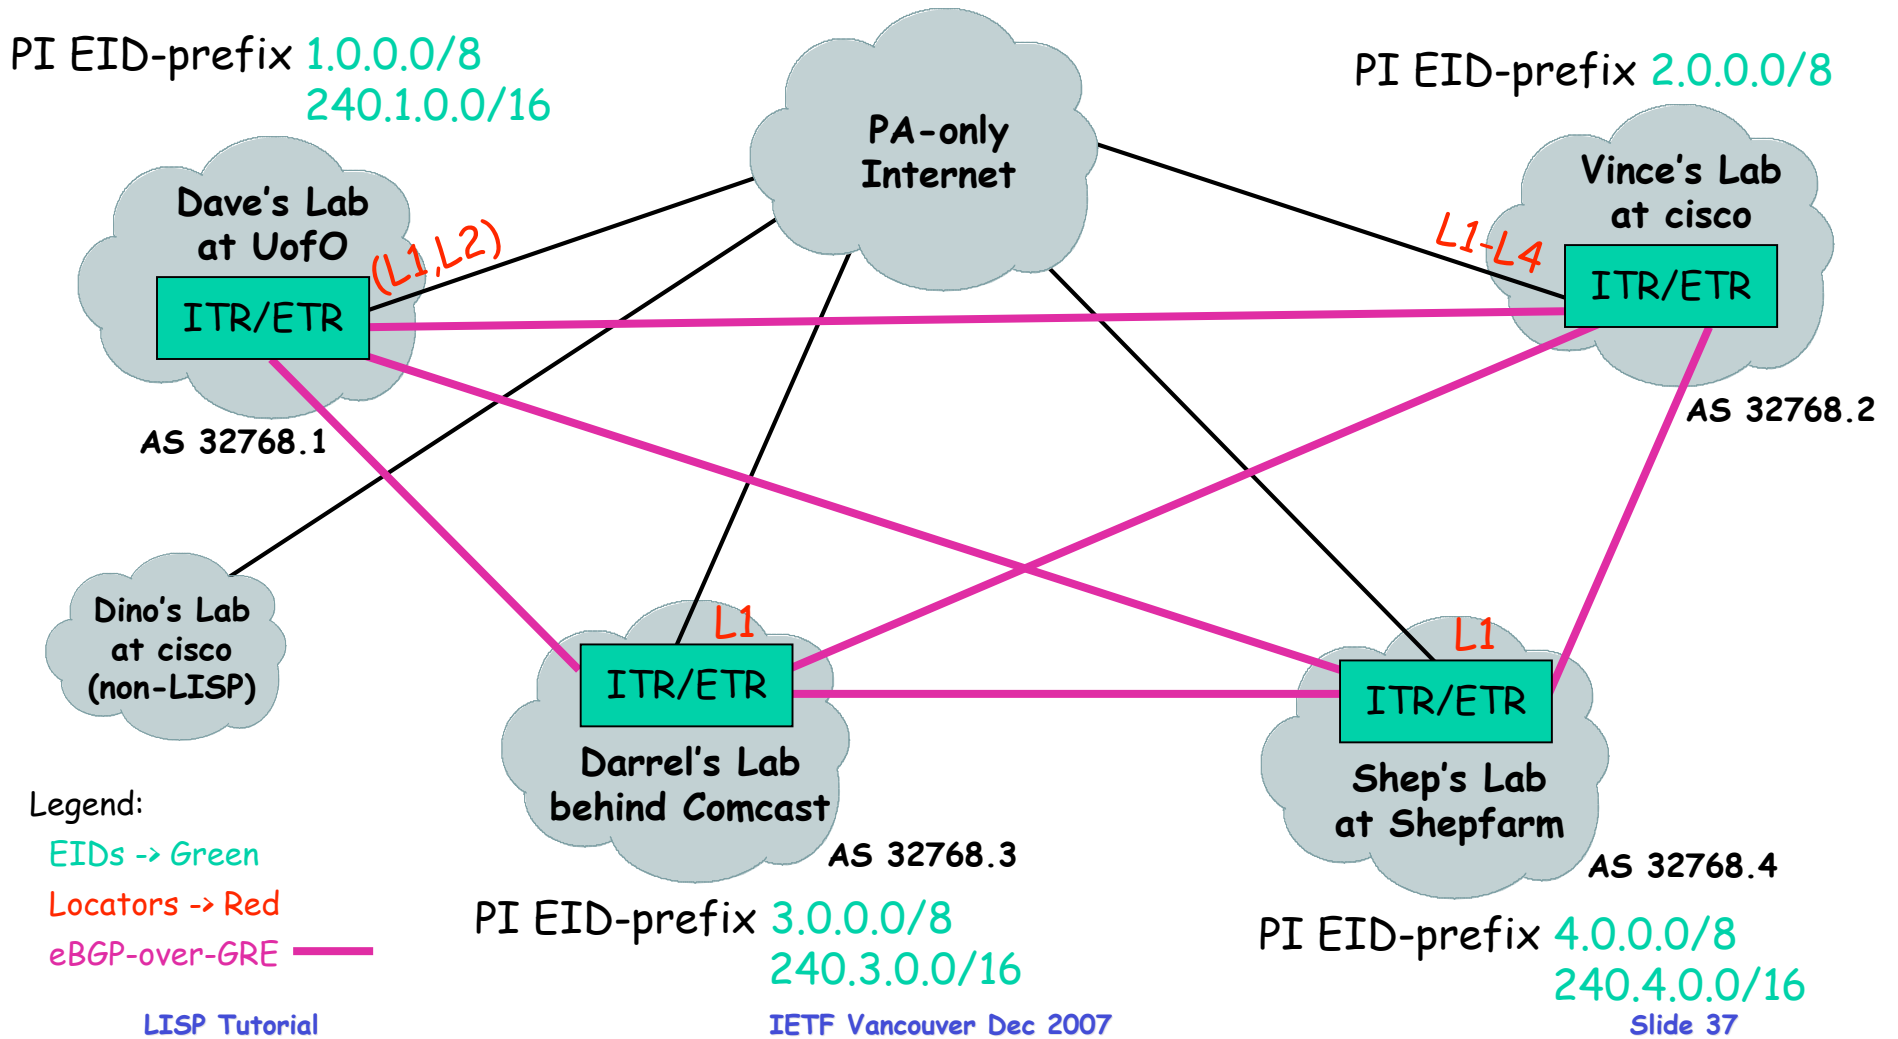 PI EID-prefix 1.0.0.0/8
240.1.0.0/16
PA-only
Internet
PI EID-prefix 2.0.0.0/8
Dave's Lab
at UofO
(L1,L2)
ITR/ETR
AS 32768.1
Vince's Lab
at cisco
L1-L4
ITR/ETR
AS 32768.2
Dino's Lab
at cisco
(non-LISP)
L1
ITR/ETR
Darrel's Lab
behind Comcast
AS 32768.3
PI EID-prefix 3.0.0.0/8
240.3.0.0/16
L1
ITR/ETR
Shep's Lab
at Shepfarm
AS 32768.4
PI EID-prefix 4.0.0.0/8
240.4.0.0/16
Legend:
EIDs -> Green
Locators -> Red
eBGP-over-GRE
LISP Tutorial
IETF Vancouver Dec 2007
Slide 37